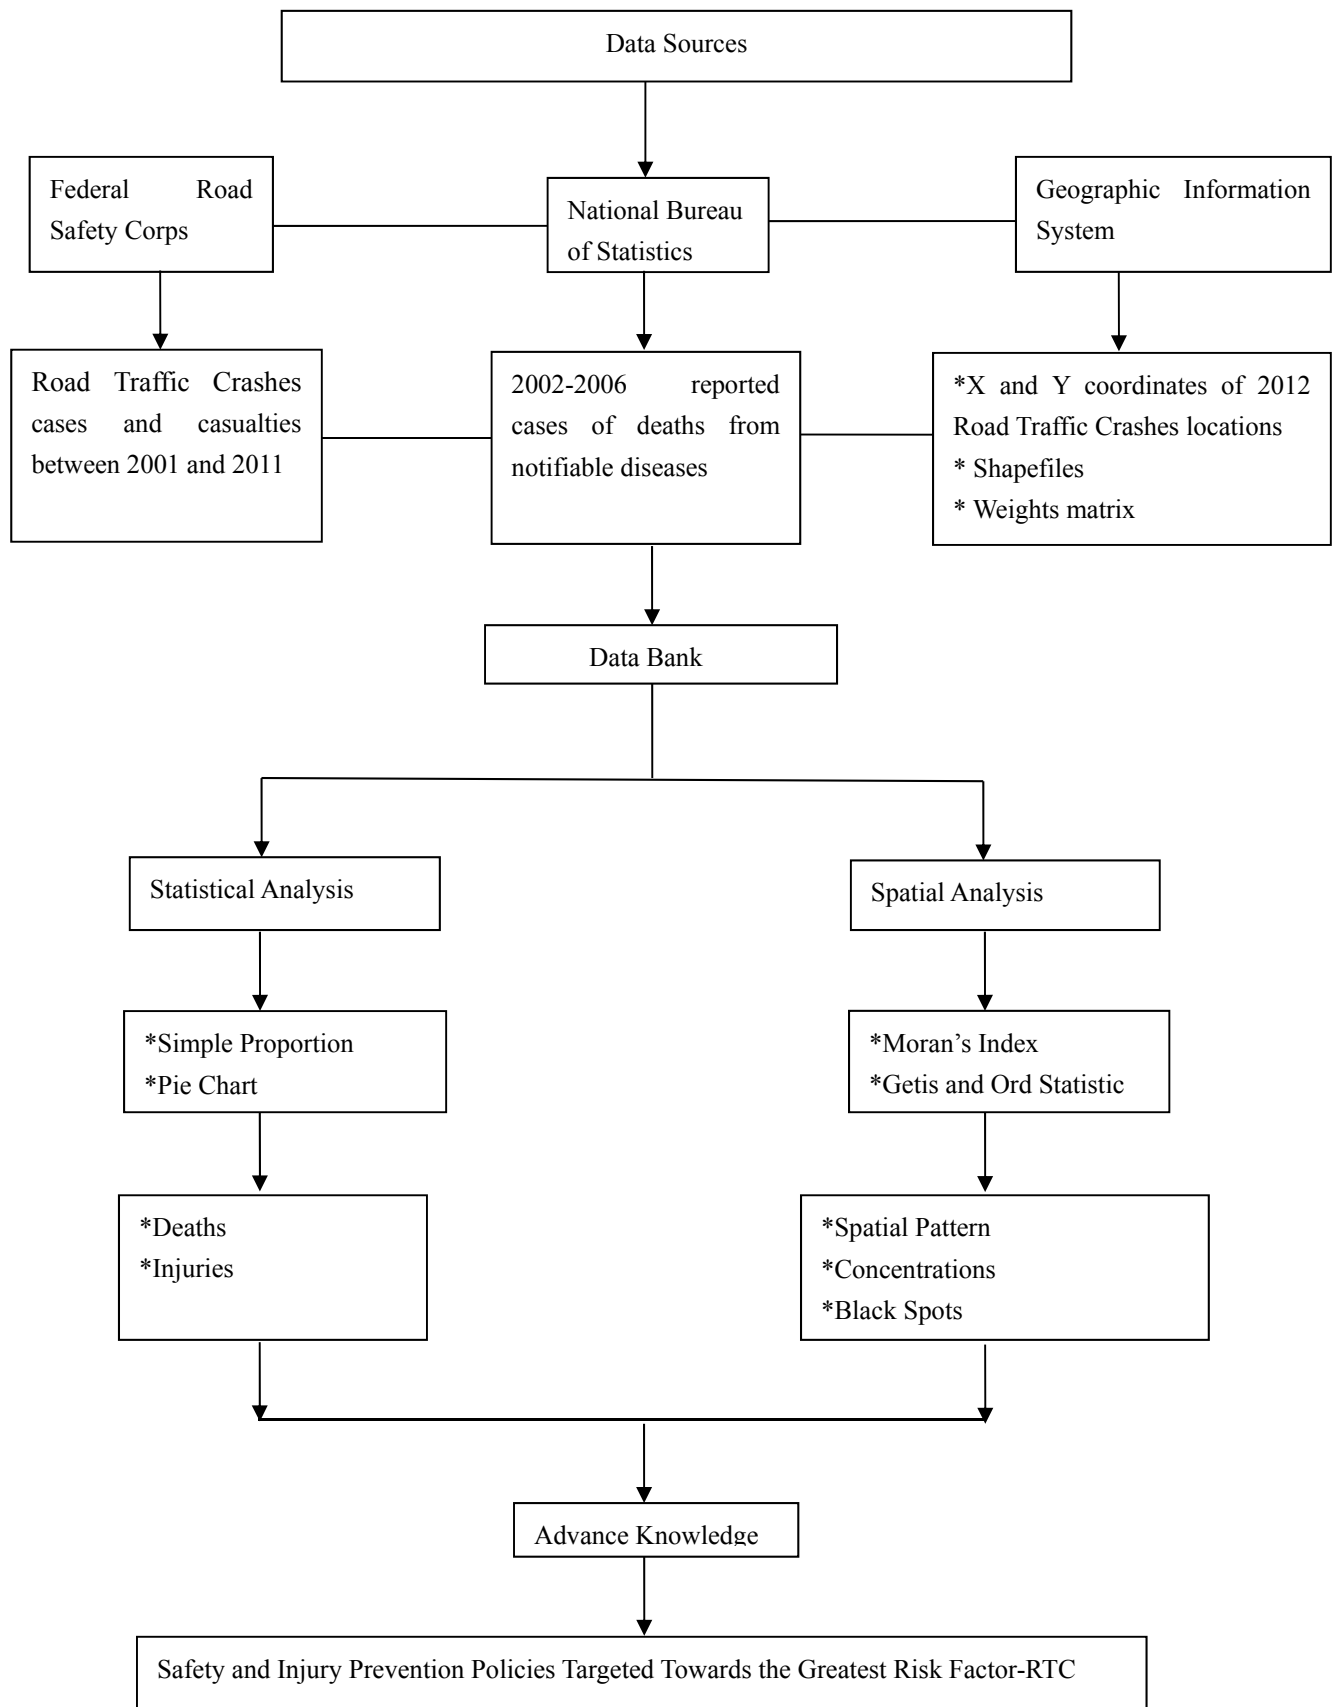 Data Sources
Federal Road
Safety Corps
National Bureau
of Statistics
Geographic Information
System
Road Traffic Crashes
cases and casualties
between 2001 and 2011
2002-2006 reported
cases of deaths from
notifiable diseases
*X and Y coordinates of 2012
Road Traffic Crashes locations
* Shapefiles
* Weights matrix
Data Bank
Statistical Analysis
Spatial Analysis
*Simple Proportion
*Pie Chart
*Moran’s Index
*Getis and Ord Statistic
*Deaths
*Injuries
*Spatial Pattern
*Concentrations
*Black Spots
Advance Knowledge
Safety and Injury Prevention Policies Targeted Towards the Greatest Risk Factor-RTC